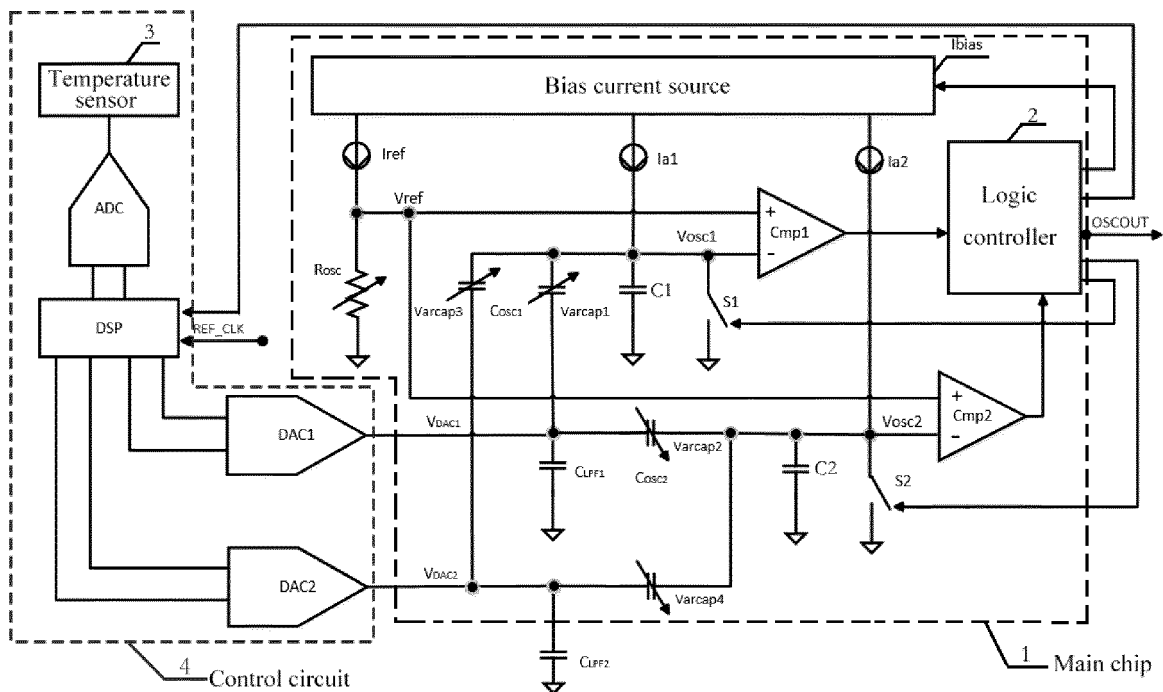 3
Temperature
sensor
ADC
DSP
REF_CLK
DAC1
DAC2
4
Control circuit
Ibias
Bias current source
Iref
Ia1
Ia2
2
Logic
controller
OSCOUT
Vref
+
Cmp1
-
Vosc1
Rosc
Varcap3
Cosc1
Varcap1
C1
S1
+
Cmp2
-
Vosc2
VDAC1
Varcap2
CLPF1
Cosc2
C2
S2
VDAC2
Varcap4
CLPF2
1
Main chip